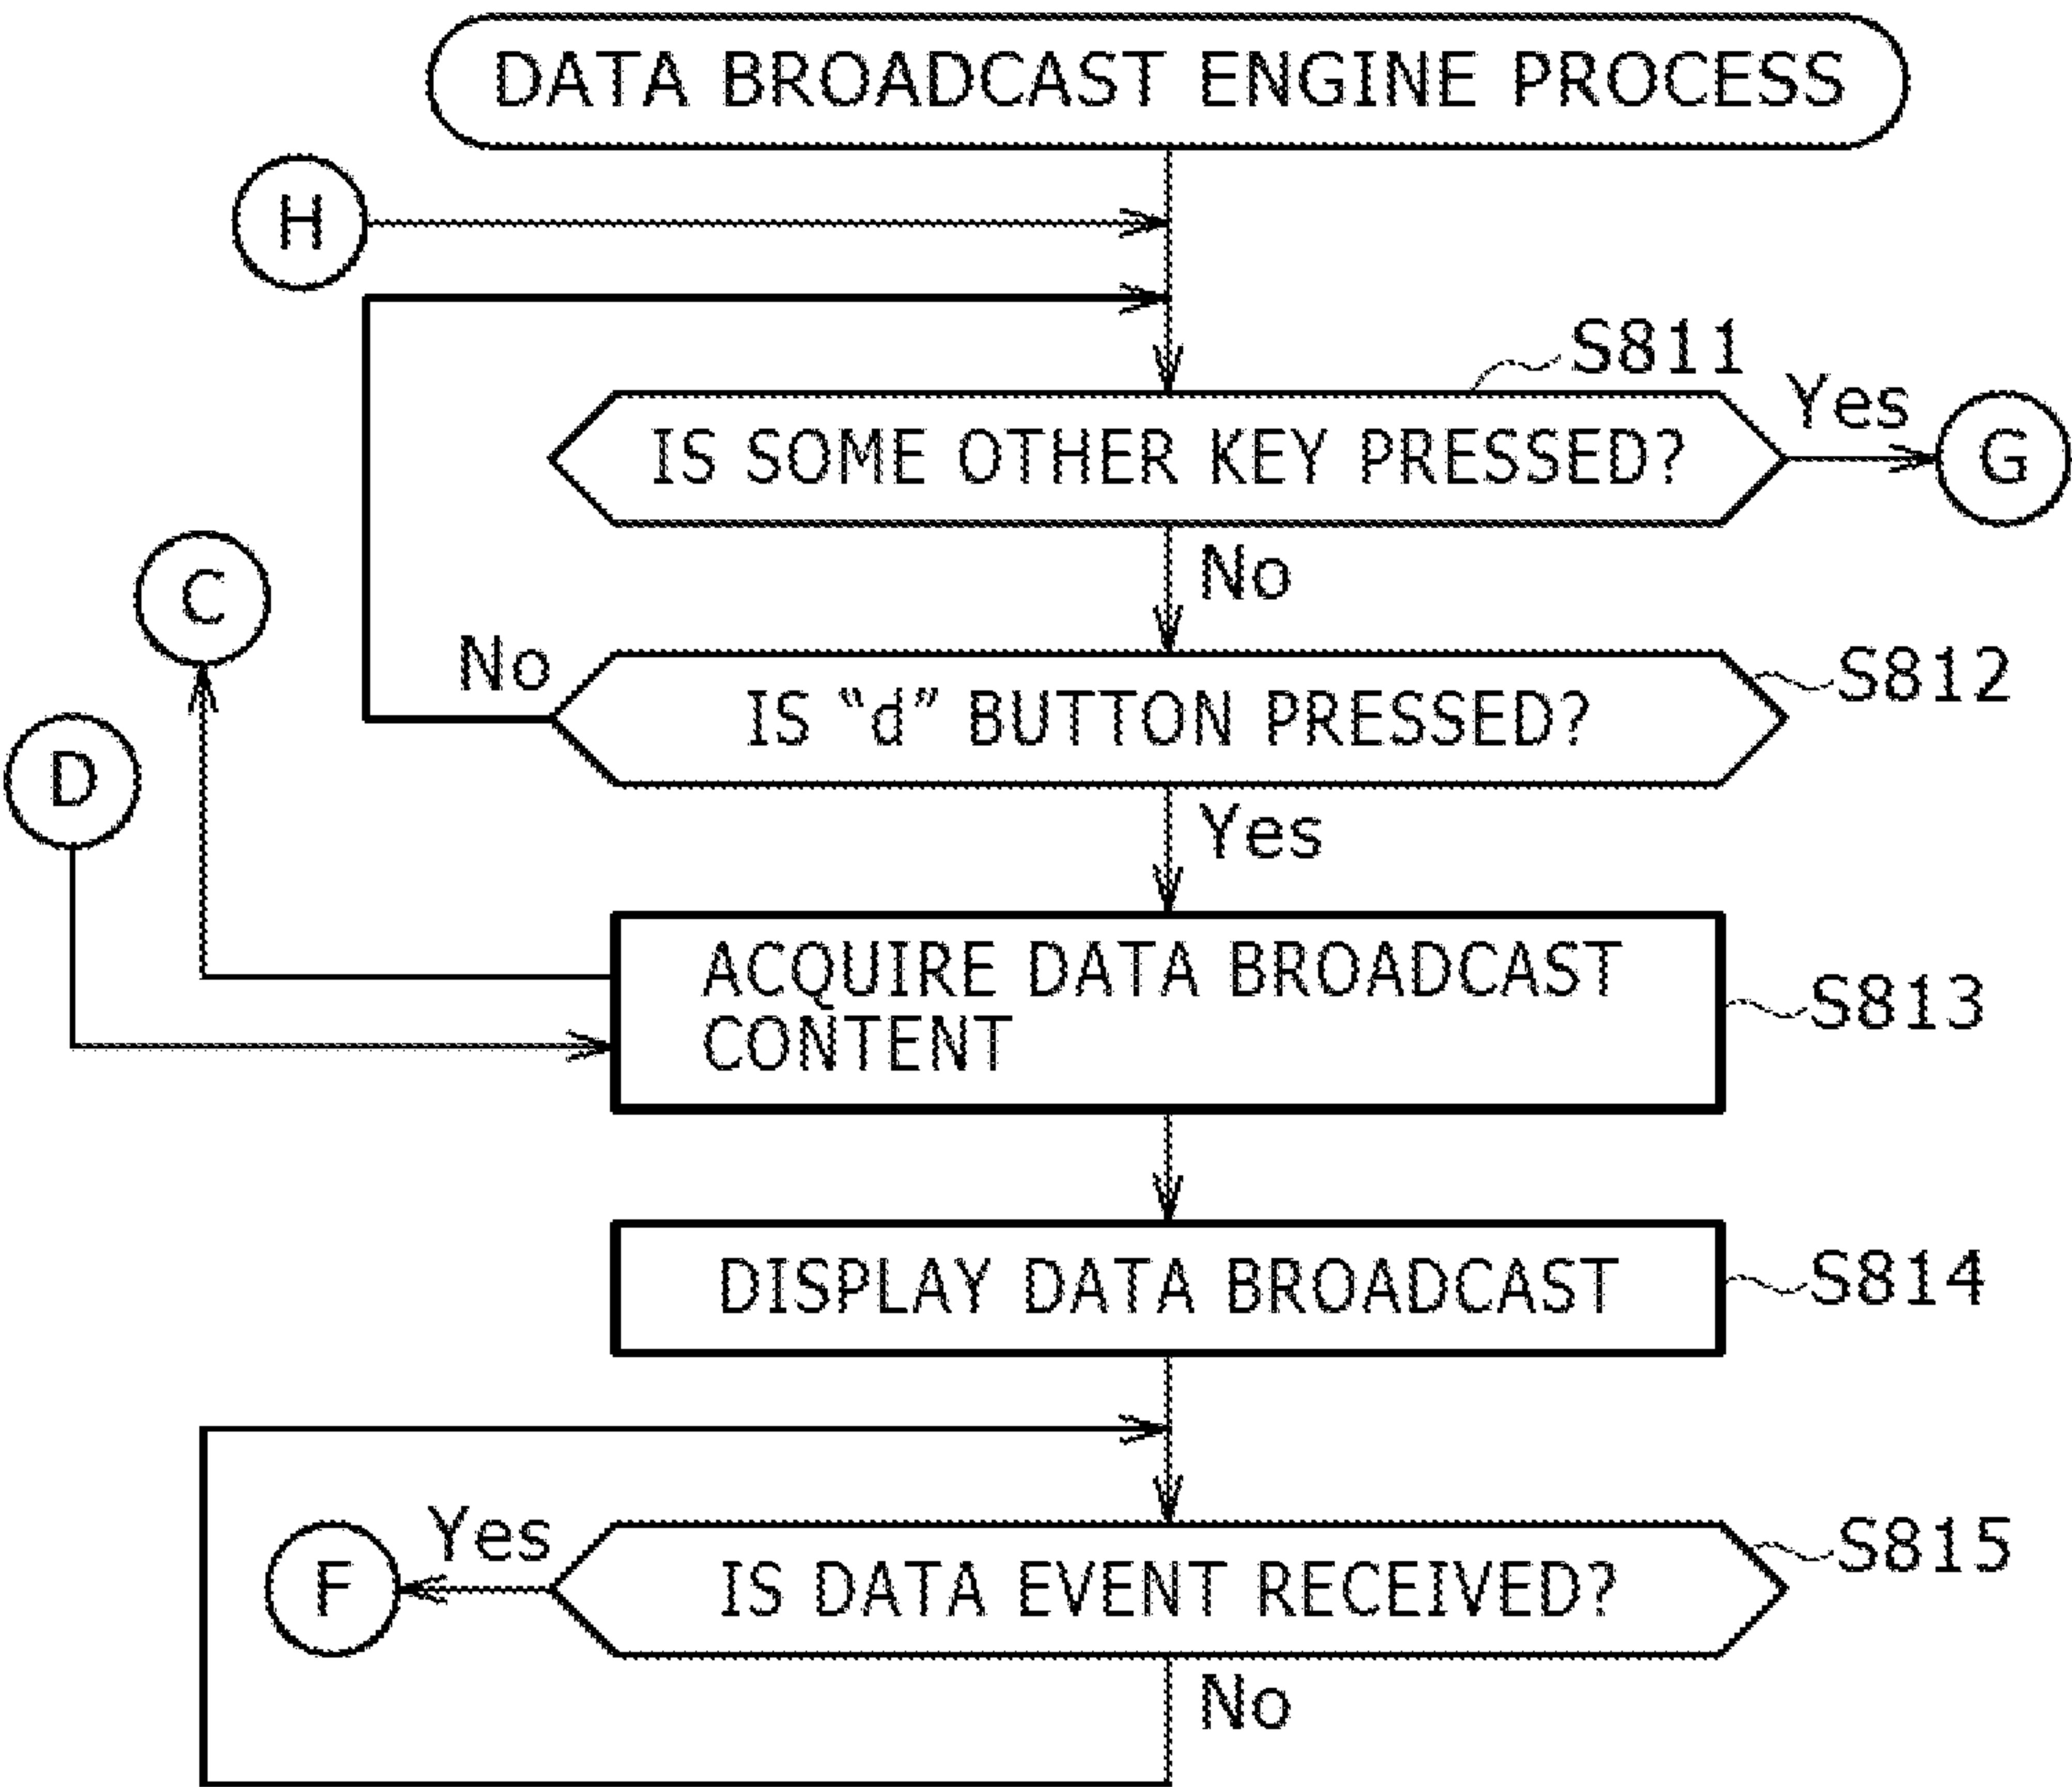 DATA BROADCAST ENGINE PROCESS
H
S811
Yes
IS SOME OTHER KEY PRESSED?
G
No
C
No
S812
IS “d” BUTTON PRESSED?
D
Yes
ACQUIRE DATA BROADCAST
CONTENT
S813
DISPLAY DATA BROADCAST
S814
Yes
S815
F
IS DATA EVENT RECEIVED?
No